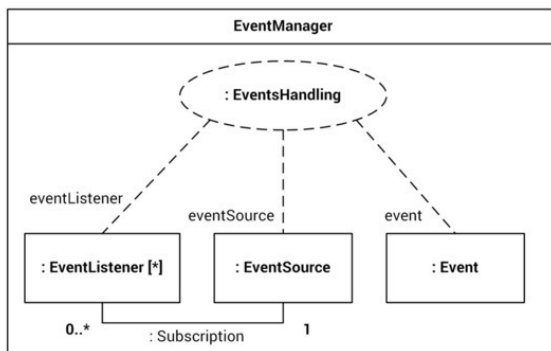 EventManager
: EventsHandling
eventListener
eventSource
event
: EventListener [*]
: EventSource
: Event
0..*
: Subscription
1